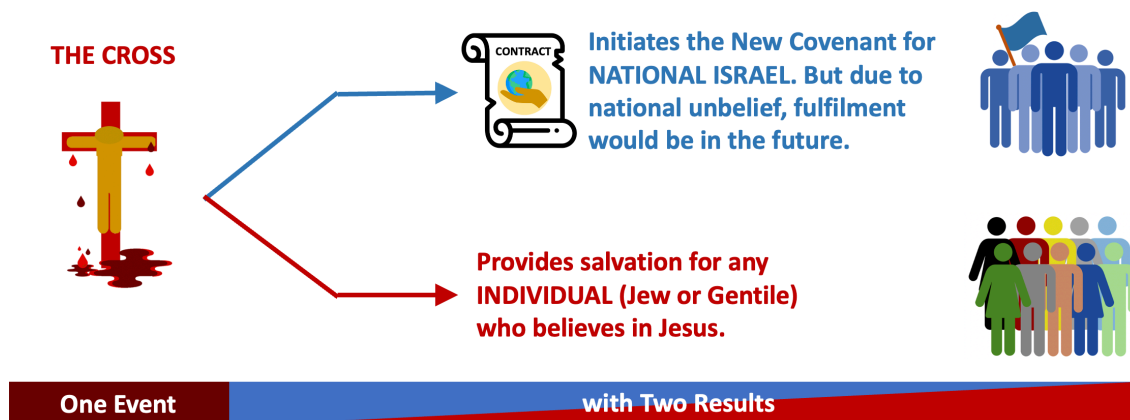 THE CROSS
CONTRACT
Initiates the New Covenant for
NATIONAL ISRAEL. But due to
national unbelief, fulfilment
would be in the future.
Provides salvation for any
INDIVIDUAL (Jew or Gentile)
who believes in Jesus.
One Event
with Two Results